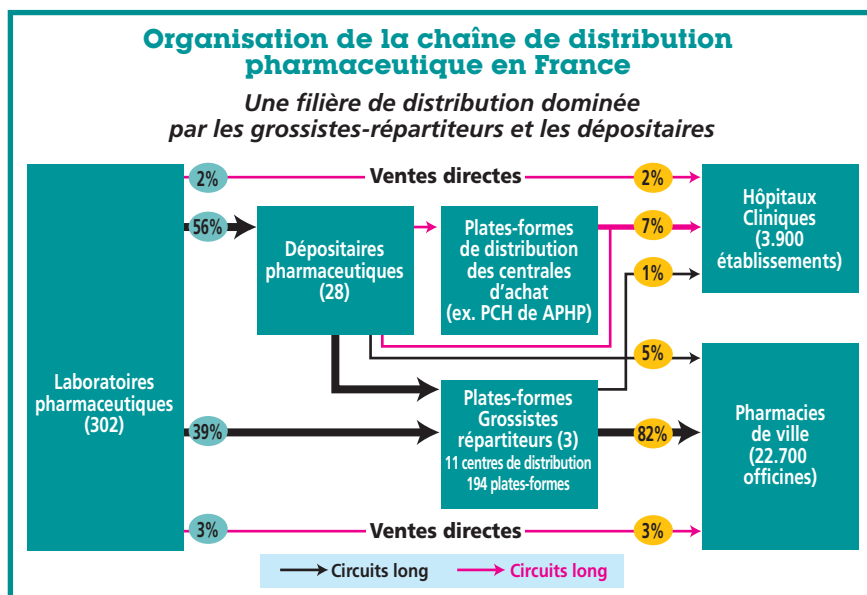 Organisation de la chaîne de distribution
pharmaceutique en France
Une filière de distribution dominée
par les grossistes-répartiteurs et les dépositaires
2%
Ventes directes
2%
56%
Dépositaires
pharmaceutiques
(28)
Plates-formes
de distribution
des centrales
d'achat
(ex. PCH de APHP)
7%
1%
Hôpitaux
Cliniques
(3.900
établissements)
5%
Laboratoires
pharmaceutiques
(302)
39%
Plates-formes
Grossistes
répartiteurs (3)
11 centres de distribution
194 plates-formes
82%
Pharmacies
de ville
(22.700
officines)
3%
Ventes directes
3%
Circuits long
Circuits long